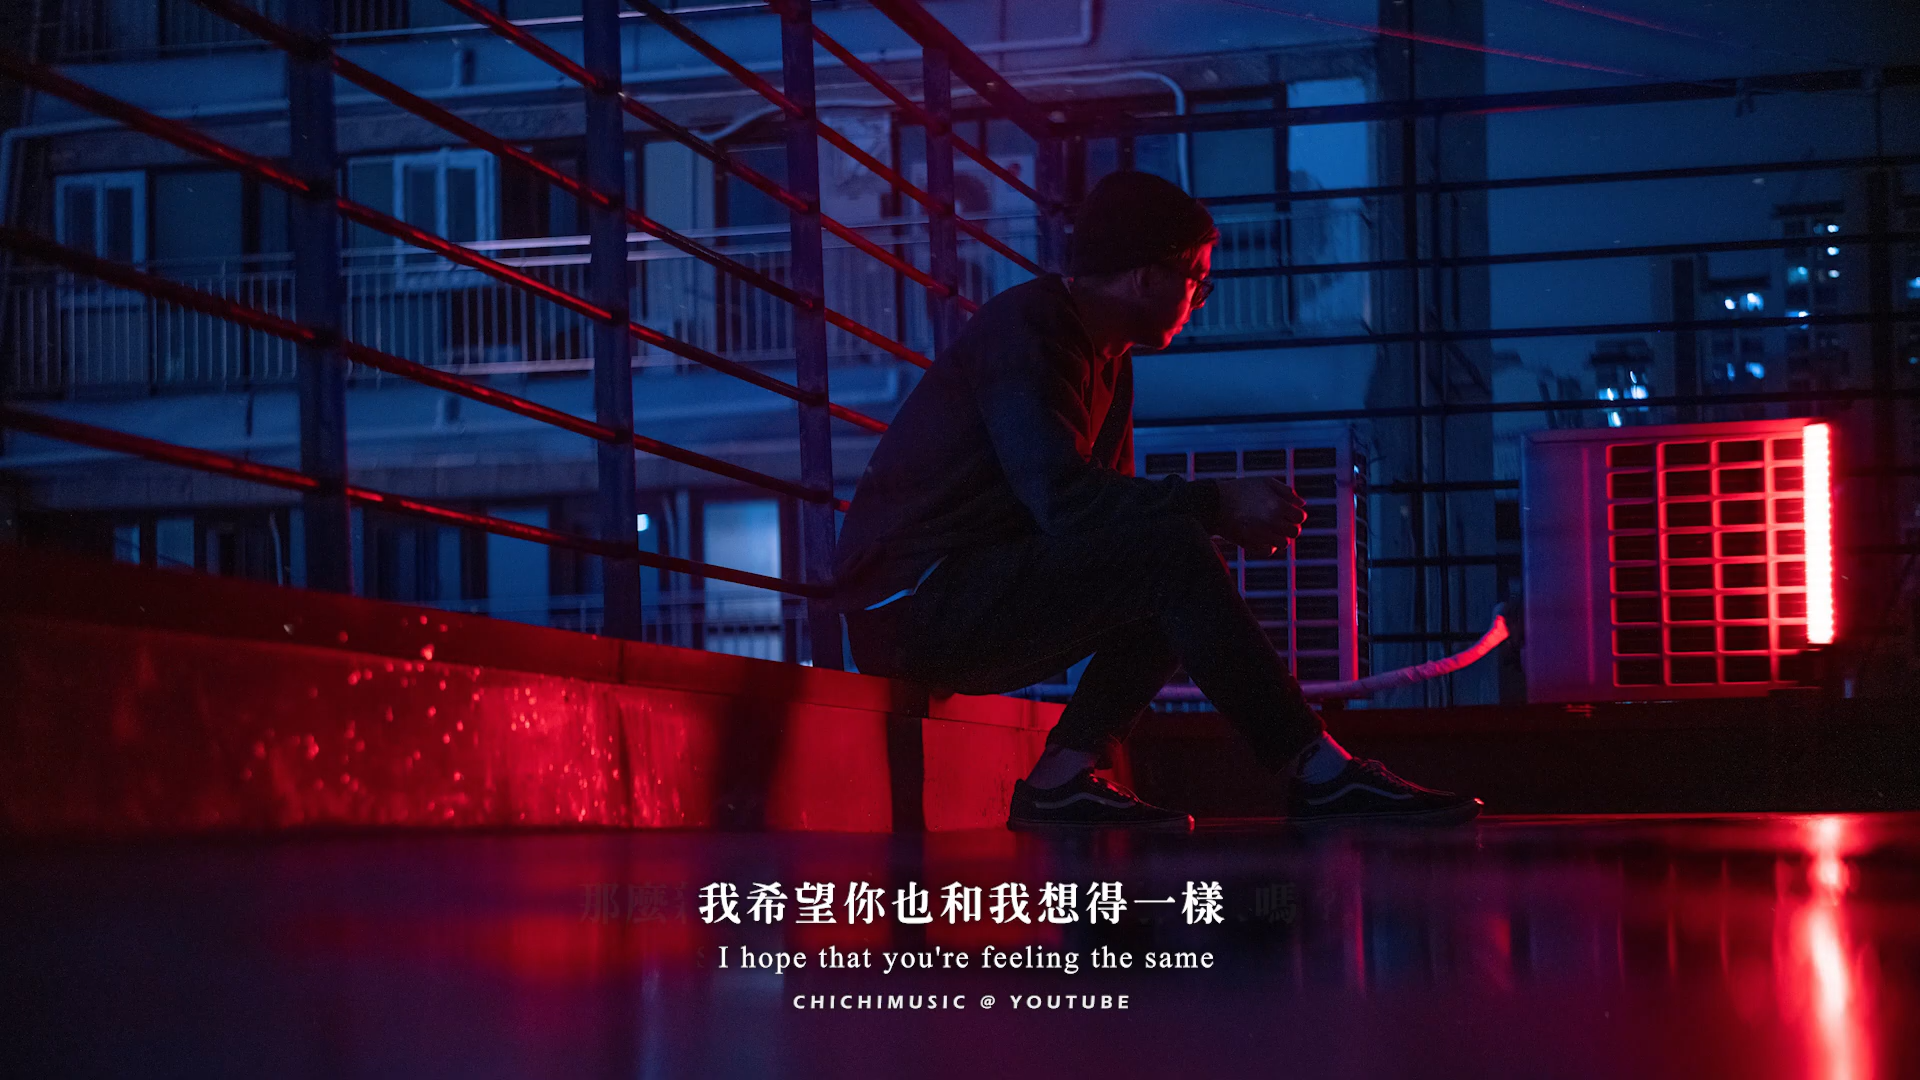 我希望你也和我想得一樣
I hope that you're feeling the same
CHICHIMUSIC @ YOUTUBE